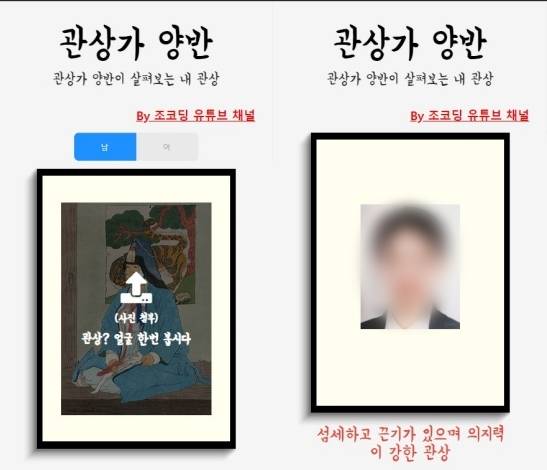 관상가 양반
관상가 양반이 살펴보는 내 관상
By 조코딩 유튜브 채널
남
여
(사진 첨부)
관상? 얼굴 한번 봅시다
관상가 양반
관상가 양반이 살펴보는 내 관상
By 조코딩 유튜브 채널
섬세하고 끈기가 있으며 의지력
이 강한 관상